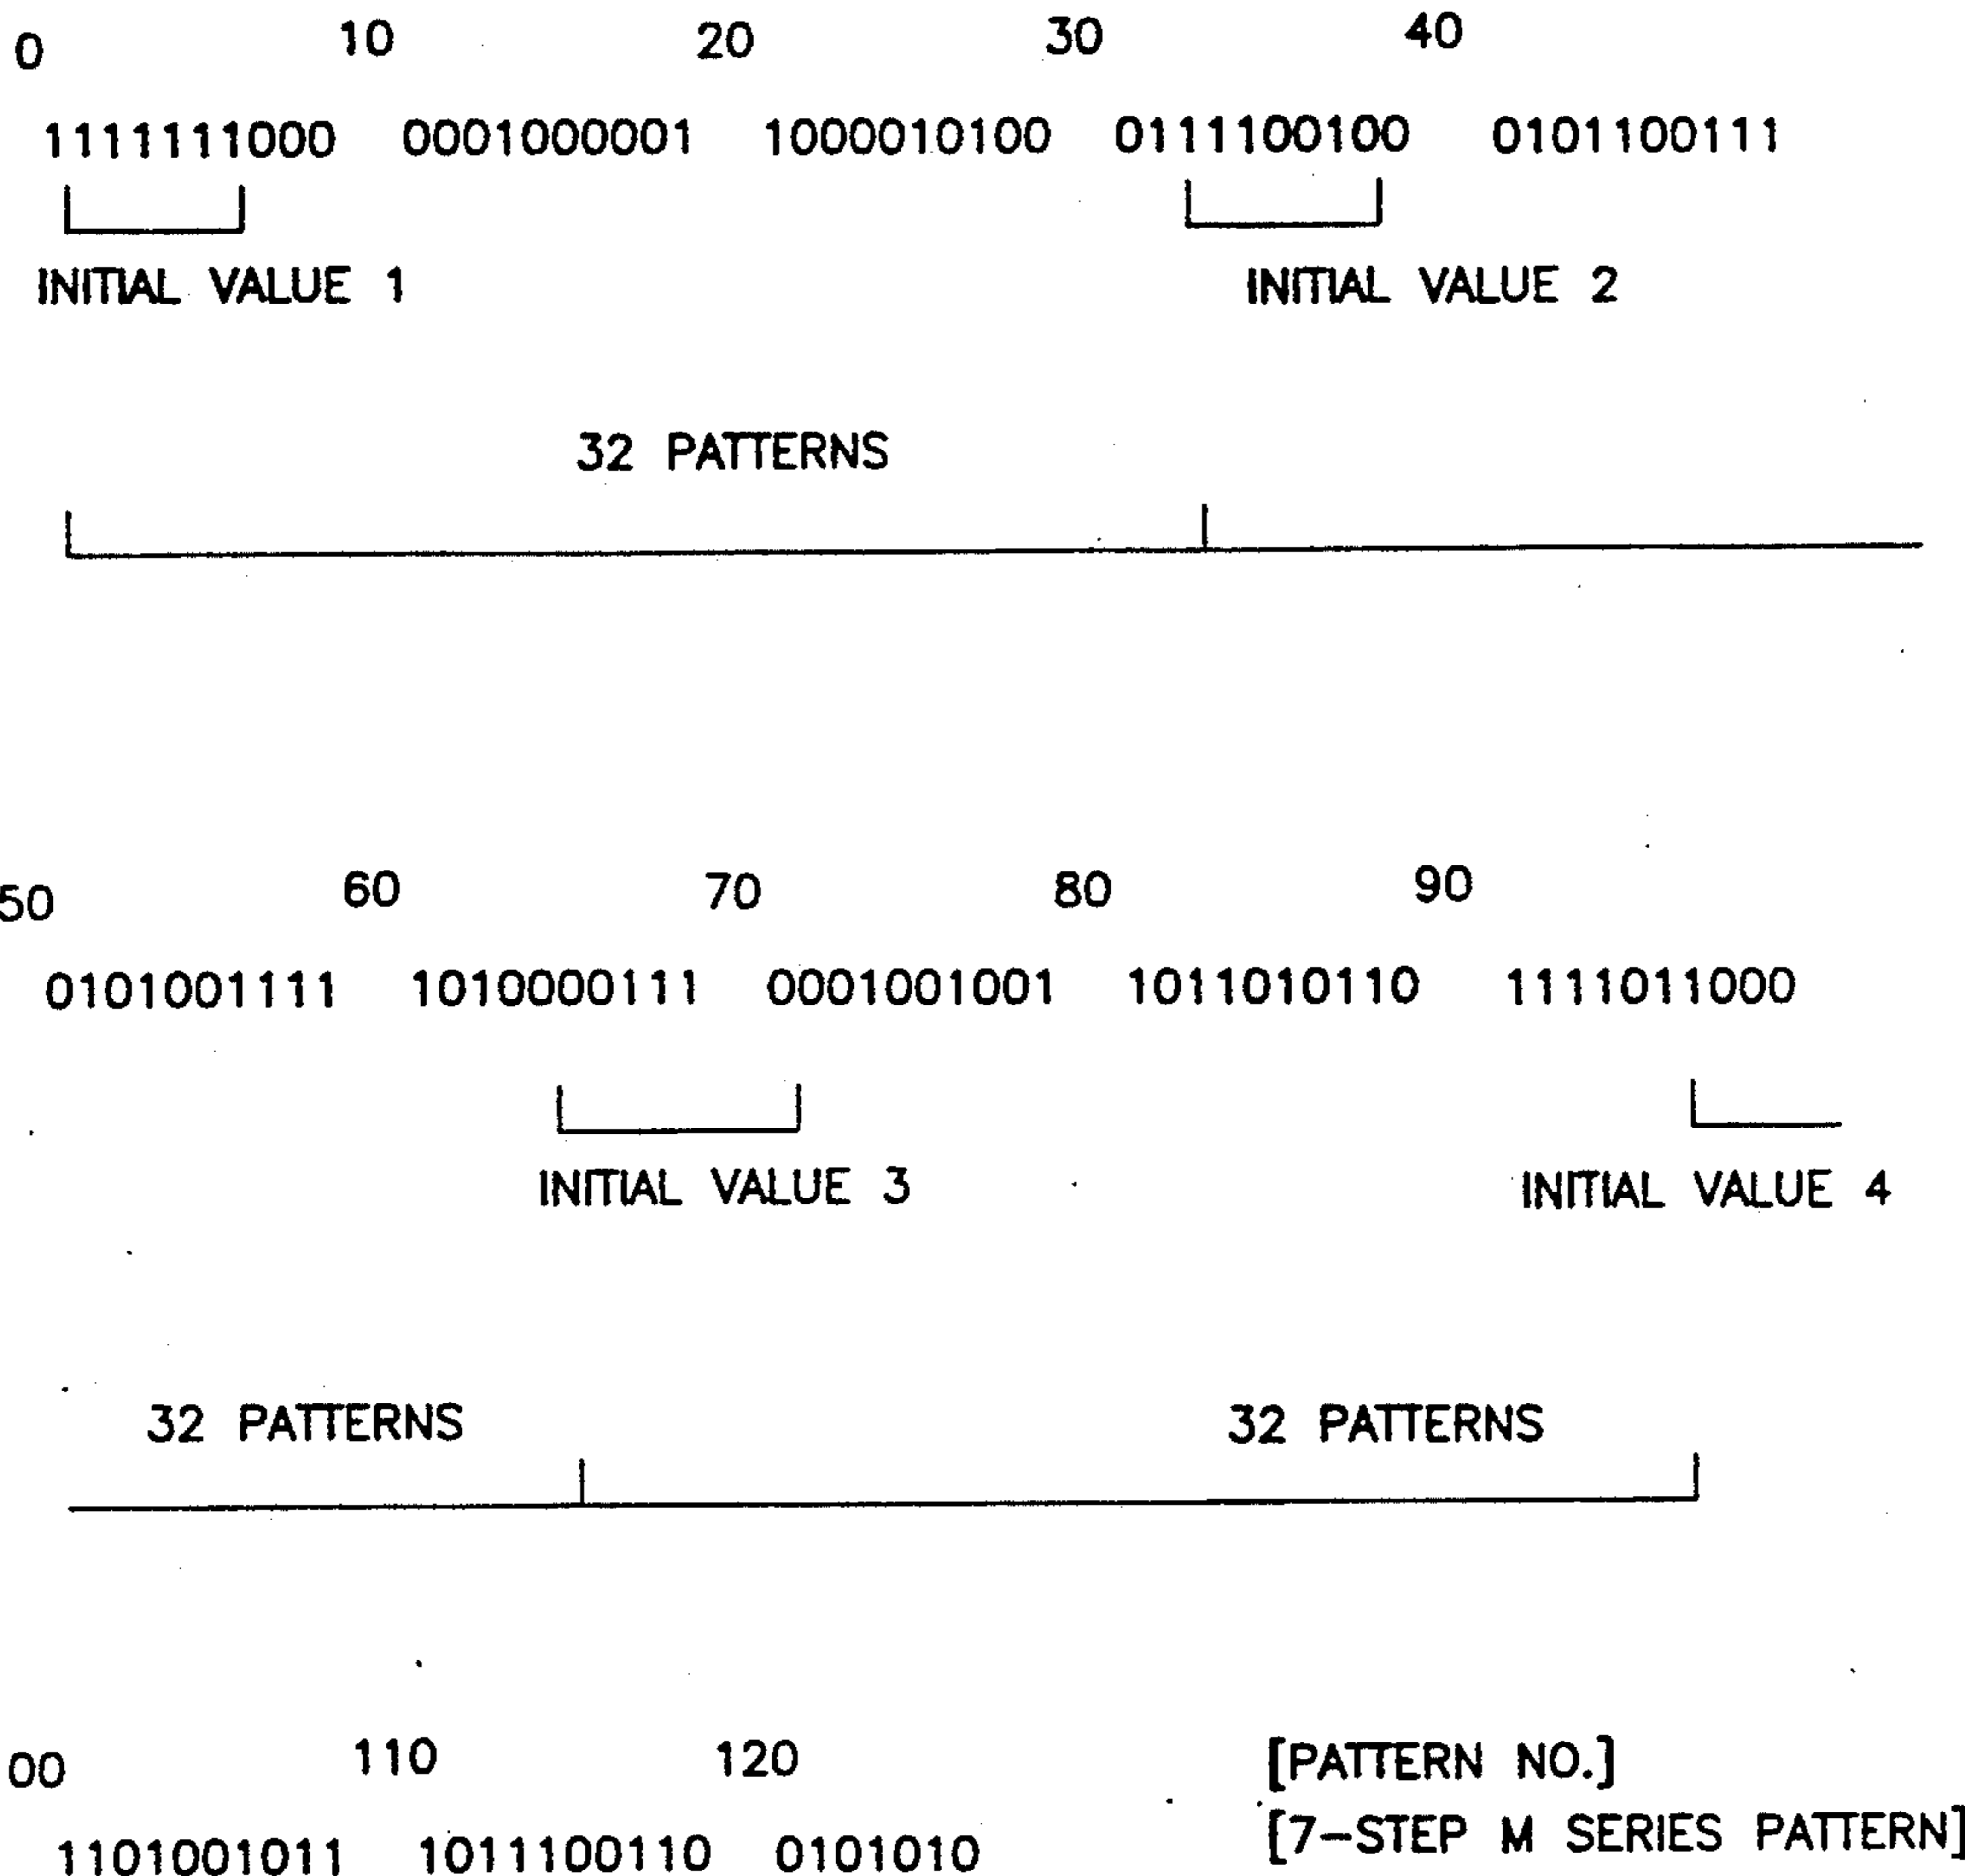 0 10 20 30 40
1111111000 0001000001 1000010100 0111100100 0101100111
INITIAL VALUE 1 INITIAL VALUE 2
32 PATTERNS
50 60 70 80 90
0101001111 1010000111 0001001001 1011010110 1111011000
INITIAL VALUE 3 INITIAL VALUE 4
32 PATTERNS 32 PATTERNS
00 110 120 [PATTERN NO.]
1101001011 1011100110 0101010 [7-STEP M SERIES PATTERN]